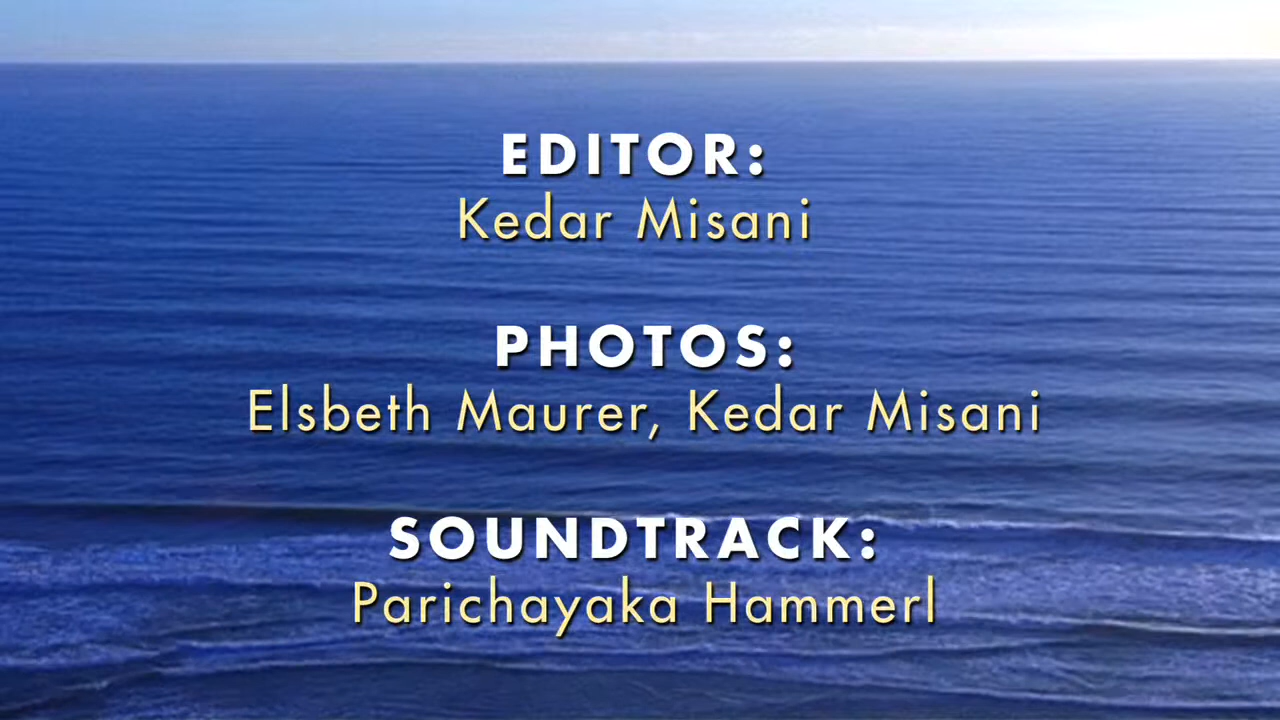 EDITOR:
Kedar Misani
PHOTOS:
Elsbeth Maurer, Kedar Misani
SOUNDTRACK:
Parichayaka Hammerl